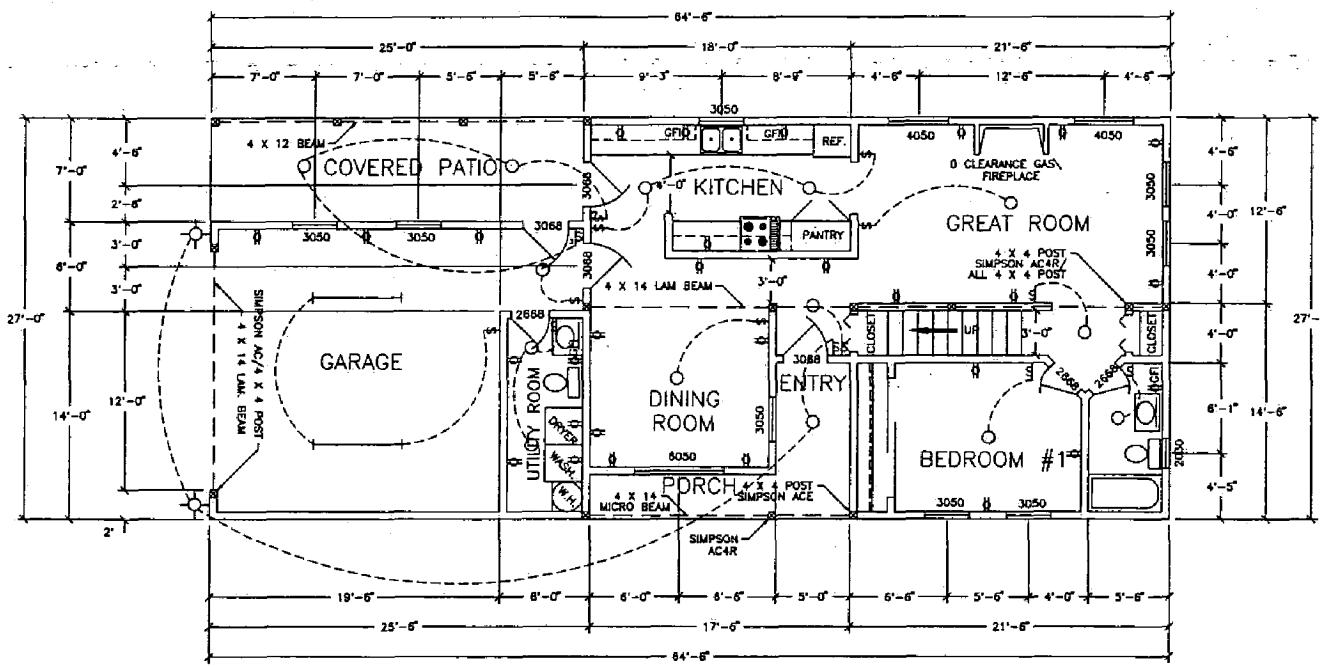 64'-6"
25'-0" 18'-0" 21'-6"
7'-0" 7'-0" 5'-6" 5'-6" 9'-3" 8'-9" 4'-6" 12'-6" 4'-6"
3050
GFI GFI REF. 4050 4050
4 X 12 BEAM
COVERED PATIO
0 CLEARANCE GAS
FIREPLACE
KITCHEN
4'-0"
GREAT ROOM
3068
3050
3050
3050 3050 3068
PANTRY
3068
4 X 4 POST
SIMPSON AC4R/
ALL 4 X 4 POST
3'-0"
4 X 14 LAM BEAM
SIMPSON AC/4 X 4 POST
4 X 14 LAM. BEAM
2668
GARAGE
UTILITY ROOM
GFI
DRYER
WASH.
W.H.
DINING
ROOM
3050
6050
3068
ENTRY
CLOSET
UP
3'-0"
CLOSET
2668 2668
GFI
BEDROOM #1
2030
PORCH
4 X 14
MICRO BEAM
4 X 4 POST
SIMPSON ACE
3050 3050
SIMPSON
AC4R
27'-0"
7'-0"
6'-0"
14'-0"
4'-6"
2'-6"
3'-0"
3'-0"
12'-0"
2'
4'-6"
4'-0"
4'-0"
4'-0"
6'-1"
4'-5"
12'-6"
14'-6"
27'-
19'-6" 6'-0" 6'-0" 6'-6" 5'-0" 6'-6" 5'-6" 4'-0" 5'-6"
25'-6" 17'-6" 21'-6"
64'-6"